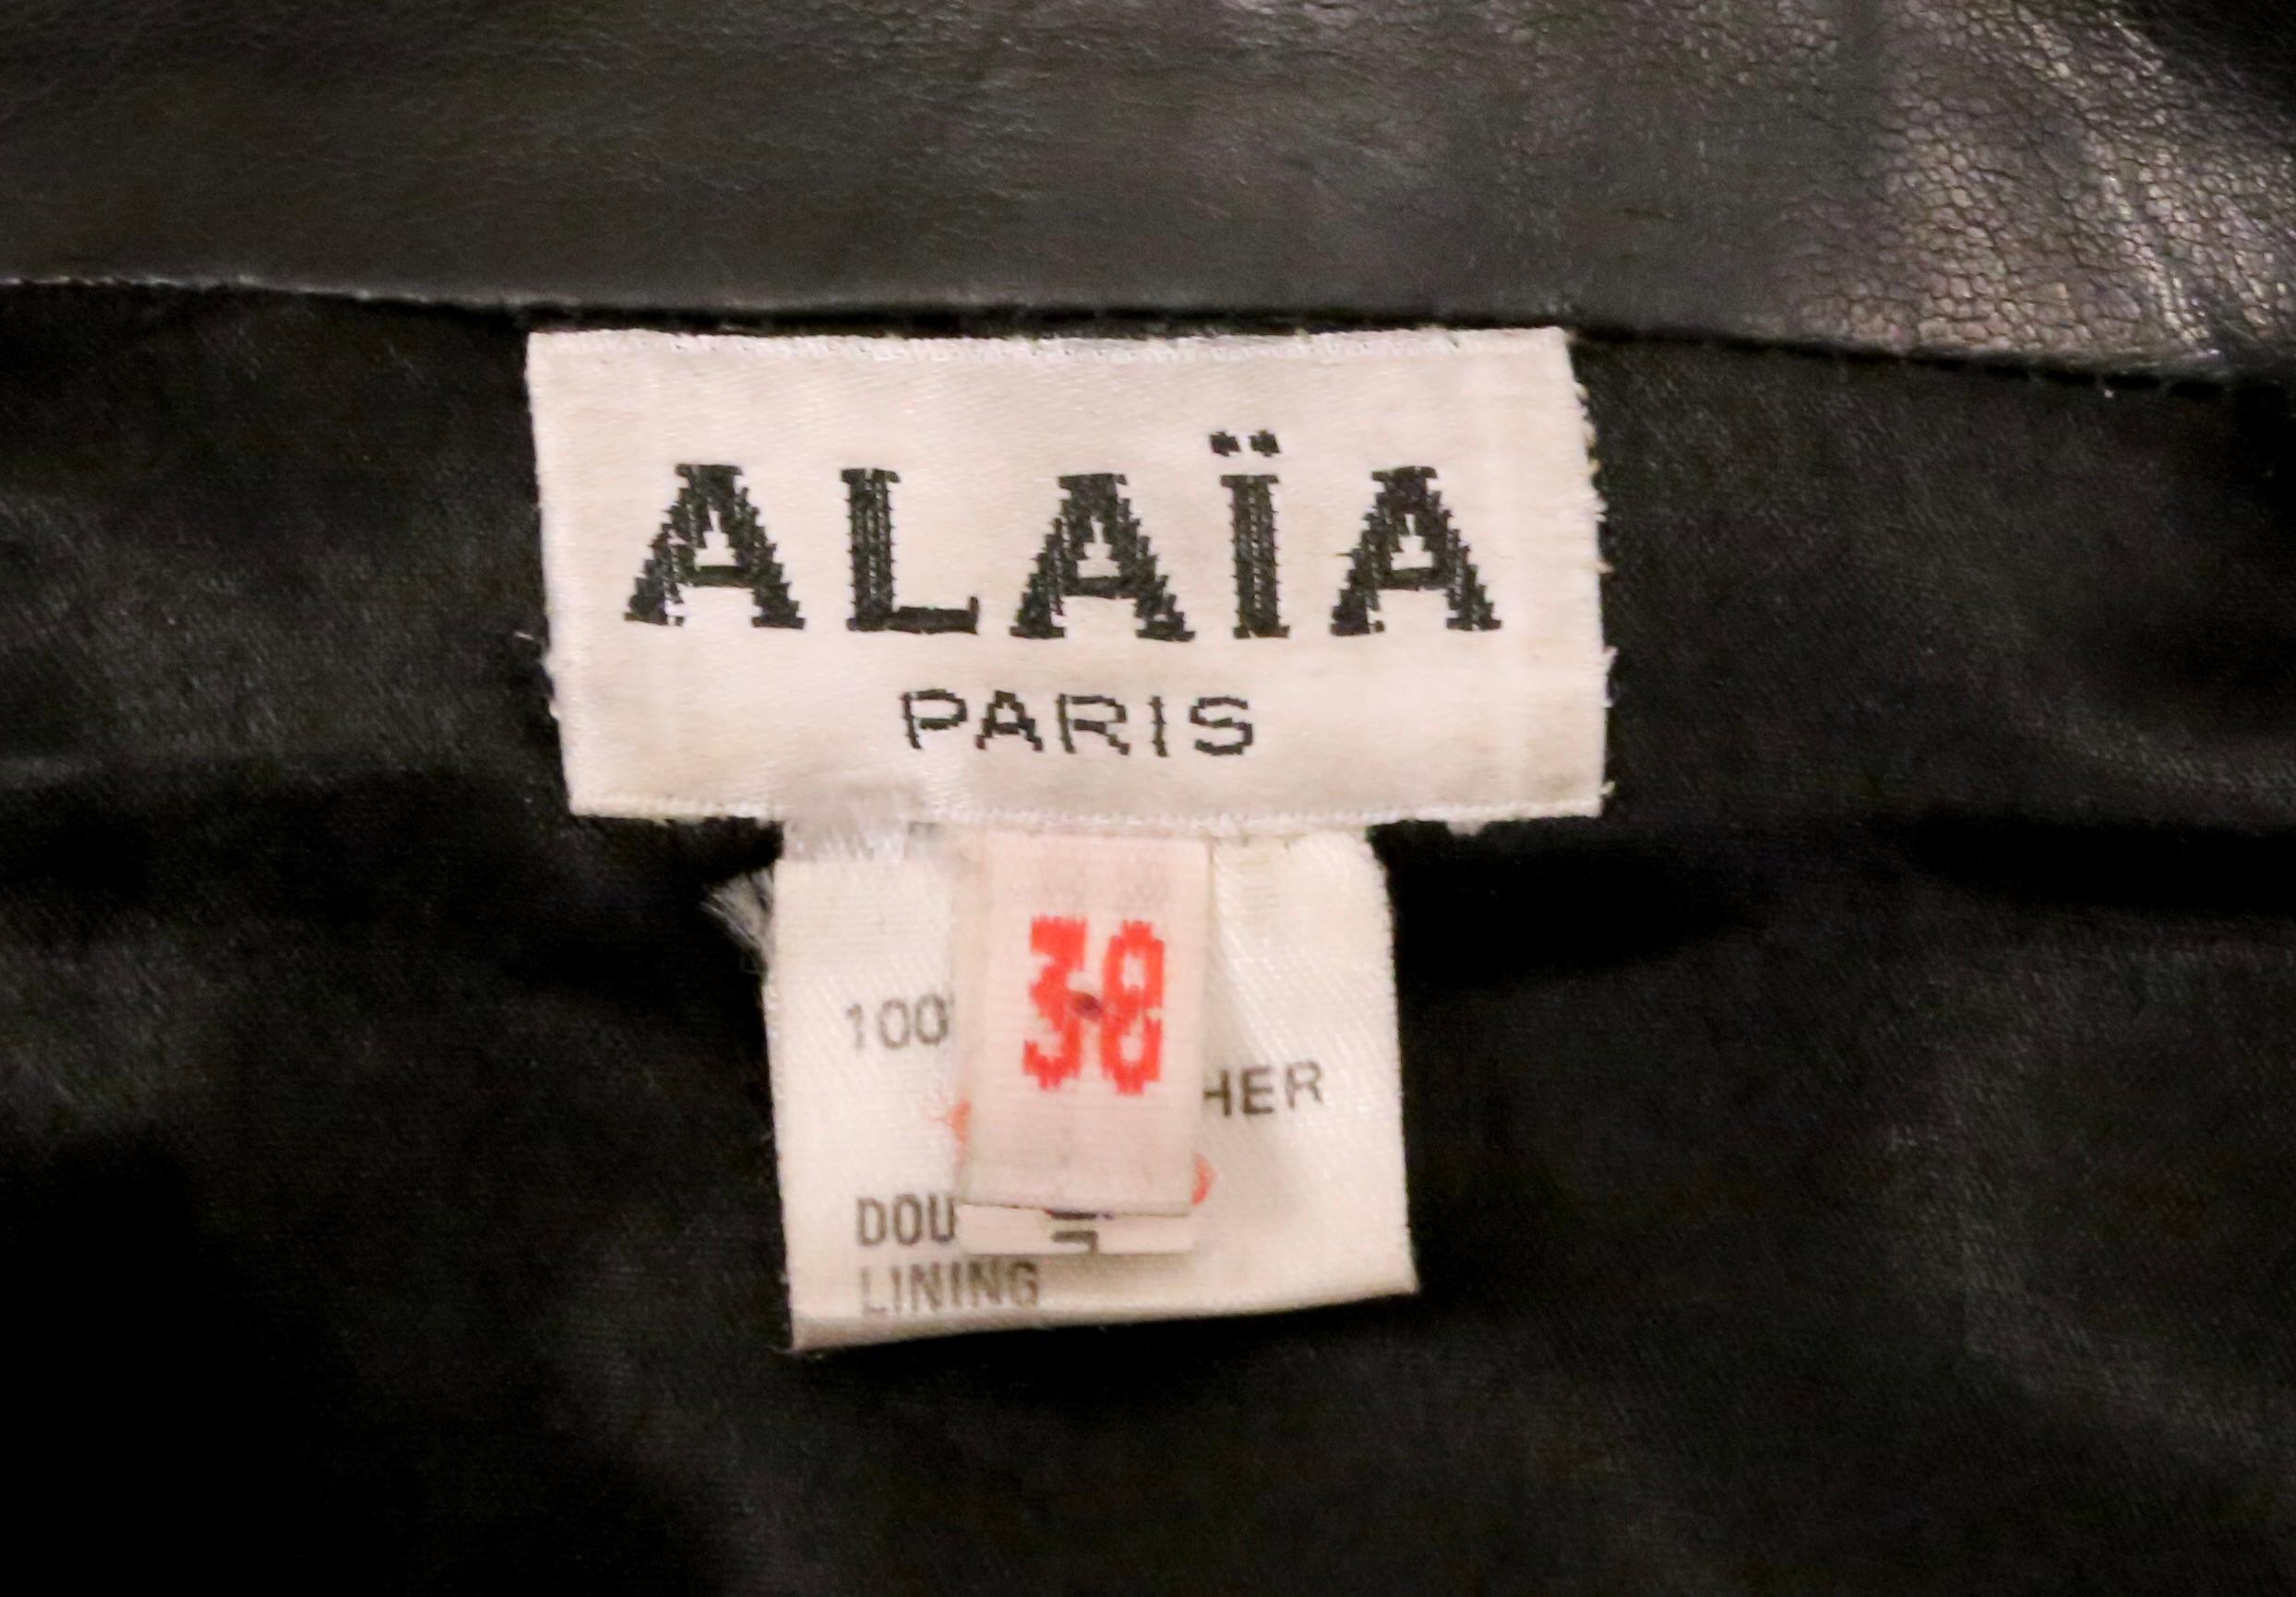 ALAÏA
PARIS
38
100
HER
DOU
LINING